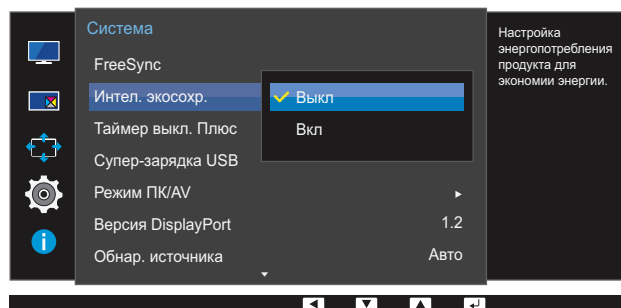 Система
FreeSync
Интел. экосохр.
Выкл
Таймер выкл. Плюс
Вкл
Супер-зарядка USB
Режим ПК/AV
Версия DisplayPort 1.2
Обнар. источника Авто
Настройка
энергопотребления
продукта для
экономии энергии.